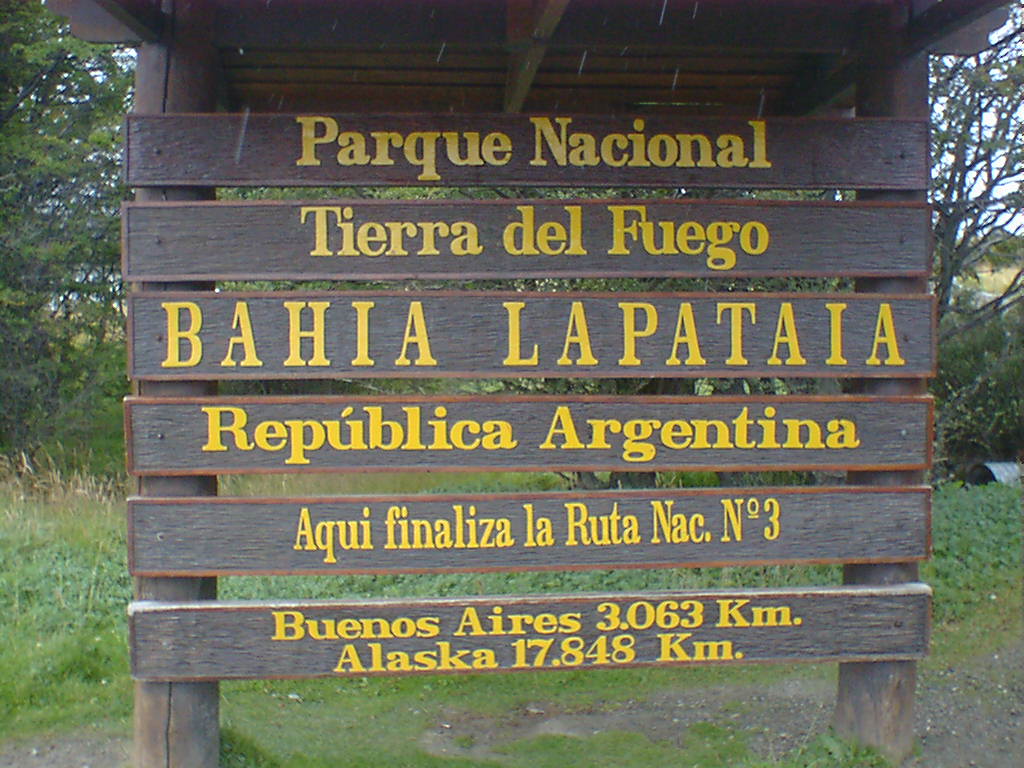 Parque Nacional
Tierra del Fuego
BAHIA LAPATAIA
República Argentina
Aqui finaliza la Ruta Nac. Nº 3
Buenos Aires 3.063 Km.
Alaska 17.848 Km.